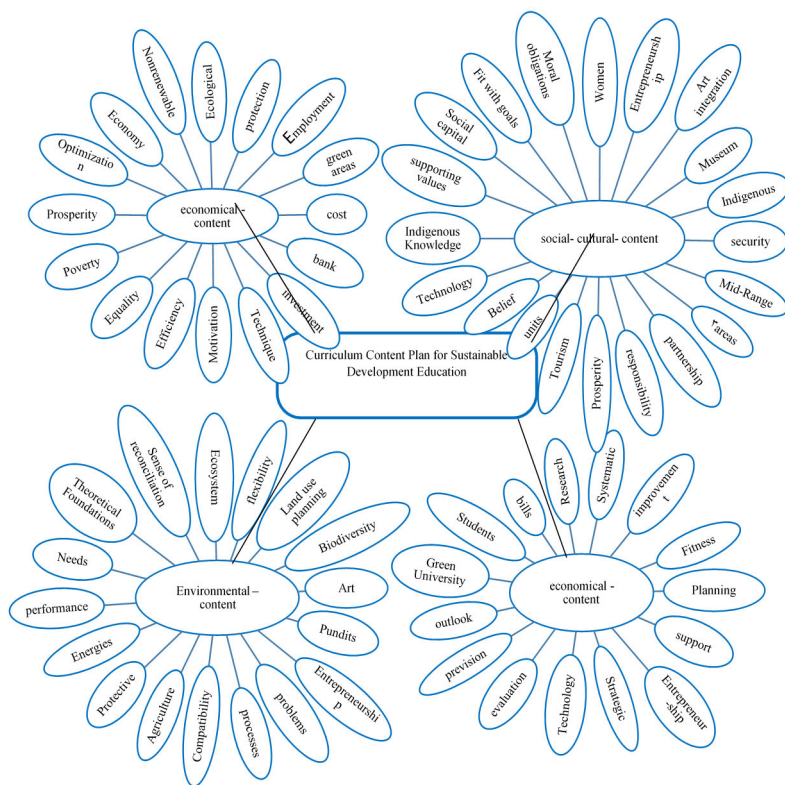 Nonrenewable
Ecological
protection
Employment
green
areas
cost
bank
investment
Technique
Motivation
Efficiency
Equality
Poverty
Prosperity
Optimizatio
n
Economy
economical -
content
Moral
obligations
Women
Entrepreneursh
ip
Art
integration
Museum
Indigenous
security
Mid-Range
۲areas
partnership
responsibility
Prosperity
Tourism
units
Belief
Technology
Indigenous
Knowledge
supporting
values
Social
capital
Fit with goals
social- cultural- content
Curriculum Content Plan for Sustainable
Development Education
Sense of
reconciliation
Ecosystem
flexibility
Land use
planning
Biodiversity
Art
Pundits
Entrepreneurshi
p
problems
processes
Compatibility
Agriculture
Protective
Energies
performance
Needs
Theoretical
Foundations
Environmental –
content
bills
Research
Systematic
improvemen
t
Fitness
Planning
support
Entrepreneur
-ship
Strategic
Technology
evaluation
prevision
outlook
Green
University
Students
economical -
content